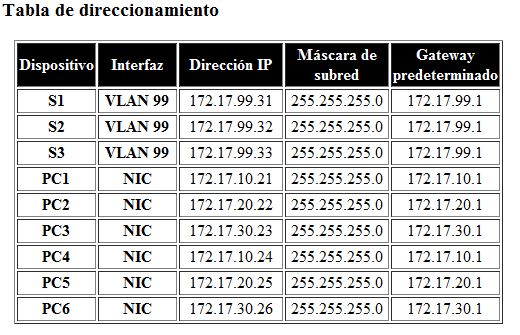 Tabla de direccionamiento
Dispositivo Interfaz Dirección IP Máscara de subred Gateway predeterminado
S1 VLAN 99 172.17.99.31 255.255.255.0 172.17.99.1
S2 VLAN 99 172.17.99.32 255.255.255.0 172.17.99.1
S3 VLAN 99 172.17.99.33 255.255.255.0 172.17.99.1
PC1 NIC 172.17.10.21 255.255.255.0 172.17.10.1
PC2 NIC 172.17.20.22 255.255.255.0 172.17.20.1
PC3 NIC 172.17.30.23 255.255.255.0 172.17.30.1
PC4 NIC 172.17.10.24 255.255.255.0 172.17.10.1
PC5 NIC 172.17.20.25 255.255.255.0 172.17.20.1
PC6 NIC 172.17.30.26 255.255.255.0 172.17.30.1